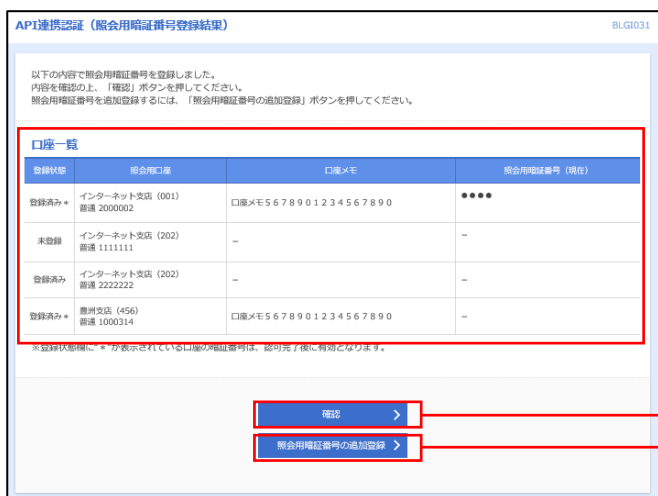 API連携認証(照会用暗証番号登録結果) BLGI031
以下の内容で照会用暗証番号を登録しました。
内容を確認の上、「確認」ボタンを押してください。
照会用暗証番号を追加登録するには、「照会用暗証番号の追加登録」ボタンを押してください。
口座一覧
登録状態 照会用口座 口座メモ 照会用暗証番号(現在)
登録済み* インターネット支店(001) 普通 2000002 口座メモ5678901234567890 ●●●●
未登録 インターネット支店(202) 普通 1111111 - -
登録済み インターネット支店(202) 普通 2222222 - -
登録済み* 豊洲支店(456) 普通 1000314 口座メモ5678901234567890 -
※登録状態欄に"*"が表示されている口座の暗証番号は、認可完了後に有効となります。
確認
照会用暗証番号の追加登録